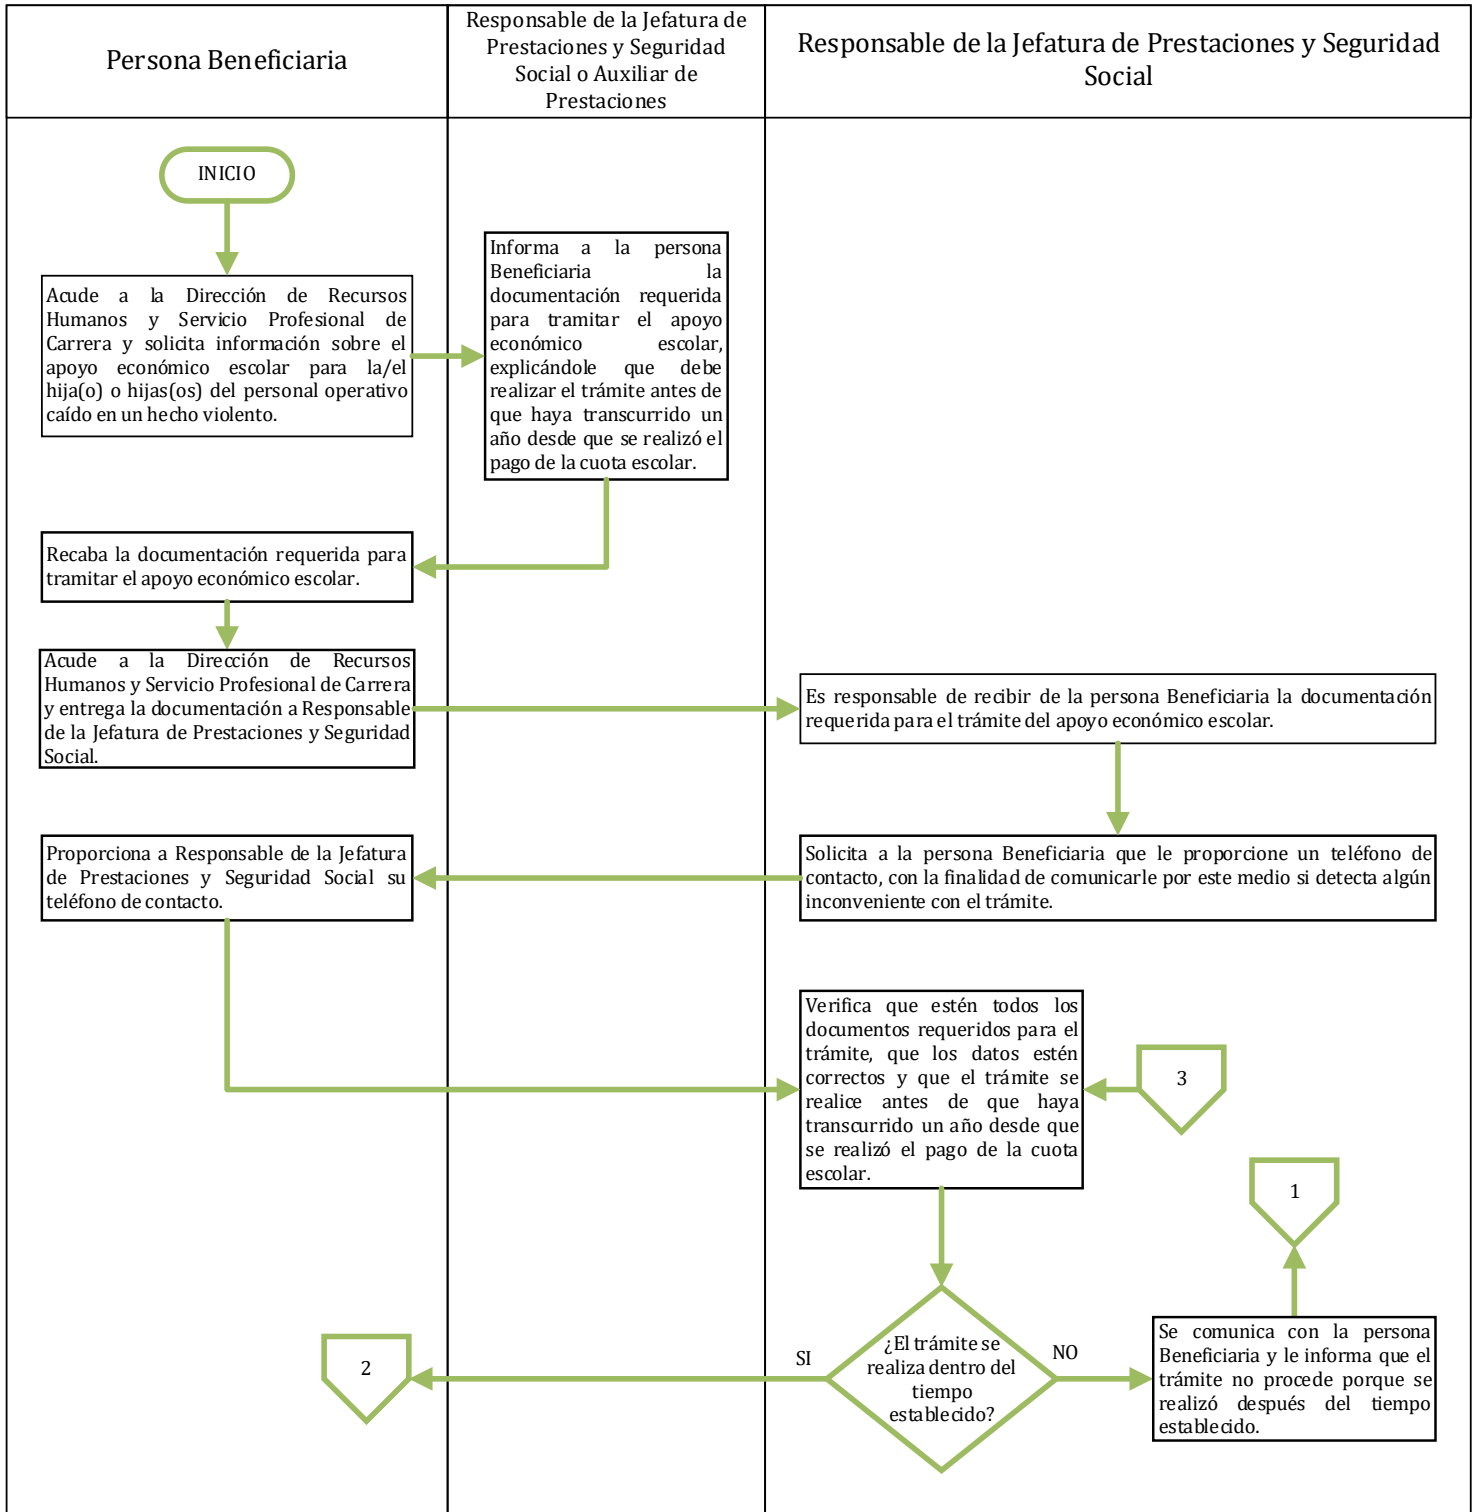 Persona Beneficiaria
Responsable de la Jefatura de
Prestaciones y Seguridad
Social o Auxiliar de
Prestaciones
Responsable de la Jefatura de Prestaciones y Seguridad
Social
INICIO
Acude a la Dirección de Recursos
Humanos y Servicio Profesional de
Carrera y solicita información sobre el
apoyo económico escolar para la/el
hija(o) o hijas(os) del personal operativo
caído en un hecho violento.
Informa a la persona
Beneficiaria la
documentación requerida
para tramitar el apoyo
económico escolar,
explicándole que debe
realizar el trámite antes de
que haya transcurrido un
año desde que se realizó el
pago de la cuota escolar.
Recaba la documentación requerida para
tramitar el apoyo económico escolar.
Acude a la Dirección de Recursos
Humanos y Servicio Profesional de Carrera
y entrega la documentación a Responsable
de la Jefatura de Prestaciones y Seguridad
Social.
Es responsable de recibir de la persona Beneficiaria la documentación
requerida para el trámite del apoyo económico escolar.
Solicita a la persona Beneficiaria que le proporcione un teléfono de
contacto, con la finalidad de comunicarle por este medio si detecta algún
inconveniente con el trámite.
Proporciona a Responsable de la Jefatura
de Prestaciones y Seguridad Social su
teléfono de contacto.
Verifica que estén todos los
documentos requeridos para el
trámite, que los datos estén
correctos y que el trámite se
realice antes de que haya
transcurrido un año desde que
se realizó el pago de la cuota
escolar.
3
1
¿El trámite se
realiza dentro del
tiempo
establecido?
SI
NO
2
Se comunica con la persona
Beneficiaria y le informa que el
trámite no procede porque se
realizó después del tiempo
establecido.